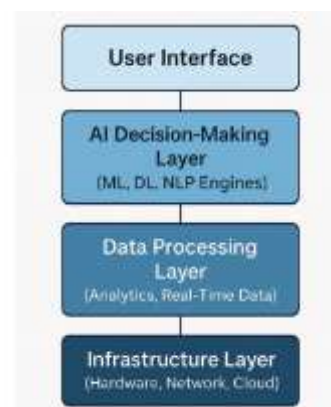 User Interface
AI Decision-Making
Layer
(ML, DL, NLP Engines)
Data Processing
Layer
(Analytics, Real-Time Data)
Infrastructure Layer
(Hardware, Network, Cloud)